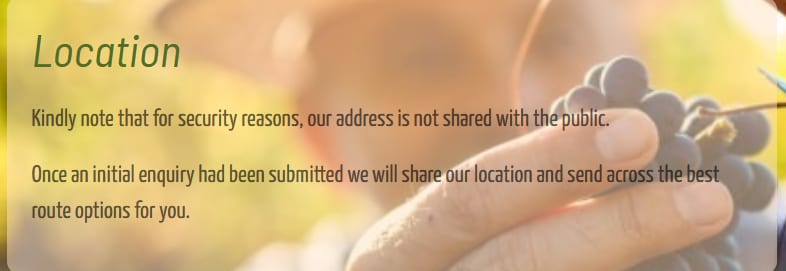 Location
Kindly note that for security reasons, our address is not shared with the public.
Once an initial enquiry had been submitted we will share our location and send across the best
route options for you.